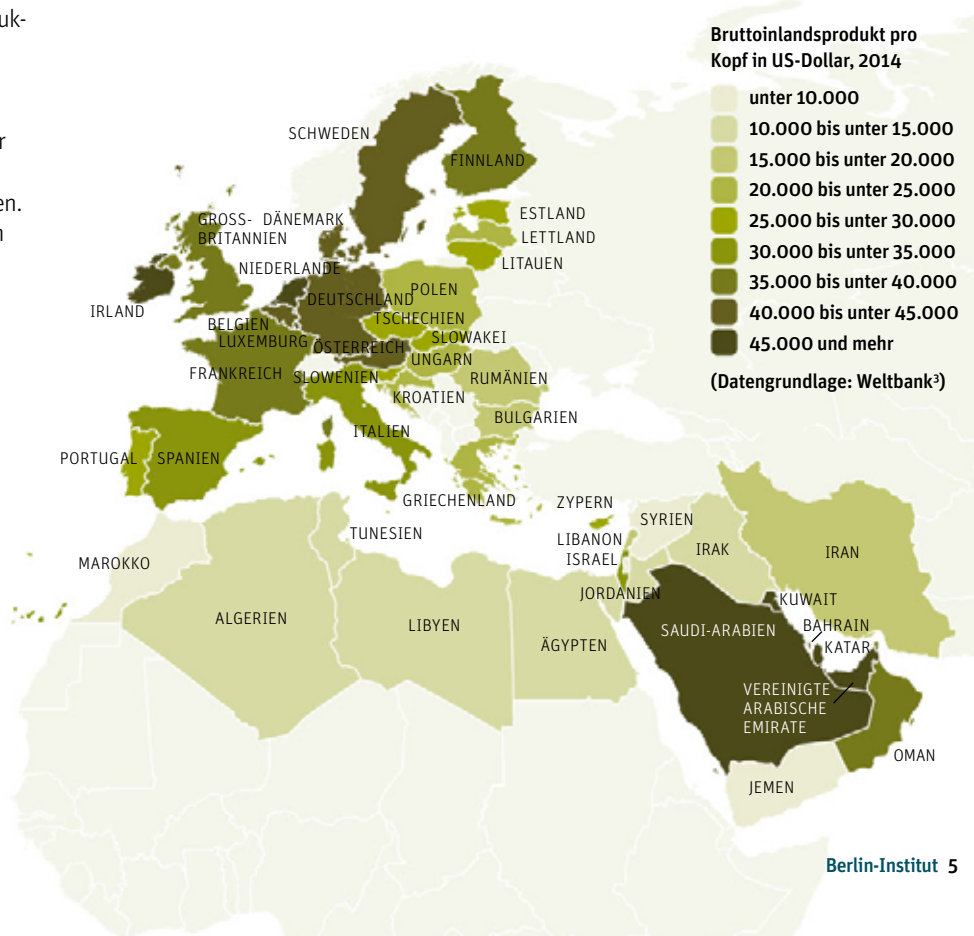 uk-
r
en.
n
Bruttoinlandsprodukt pro
Kopf in US-Dollar, 2014
unter 10.000
10.000 bis unter 15.000
15.000 bis unter 20.000
20.000 bis unter 25.000
25.000 bis unter 30.000
30.000 bis unter 35.000
35.000 bis unter 40.000
40.000 bis unter 45.000
45.000 und mehr
(Datengrundlage: Weltbank³)
SCHWEDEN
FINNLAND
ESTLAND
LETTLAND
LITAUEN
GROSS-
BRITANNIEN
DÄNEMARK
NIEDERLANDE
IRLAND
DEUTSCHLAND
POLEN
BELGIEN
LUXEMBURG
TSCHECHIEN
SLOWAKEI
ÖSTERREICH
UNGARN
FRANKREICH
SLOWENIEN
RUMÄNIEN
KROATIEN
BULGARIEN
ITALIEN
PORTUGAL
SPANIEN
GRIECHENLAND
ZYPERN
TUNESIEN
SYRIEN
LIBANON
ISRAEL
IRAK
IRAN
MAROKKO
JORDANIEN
KUWAIT
ALGERIEN
LIBYEN
ÄGYPTEN
SAUDI-ARABIEN
BAHRAIN
KATAR
VEREINIGTE
ARABISCHE
EMIRATE
OMAN
JEMEN
Berlin-Institut 5